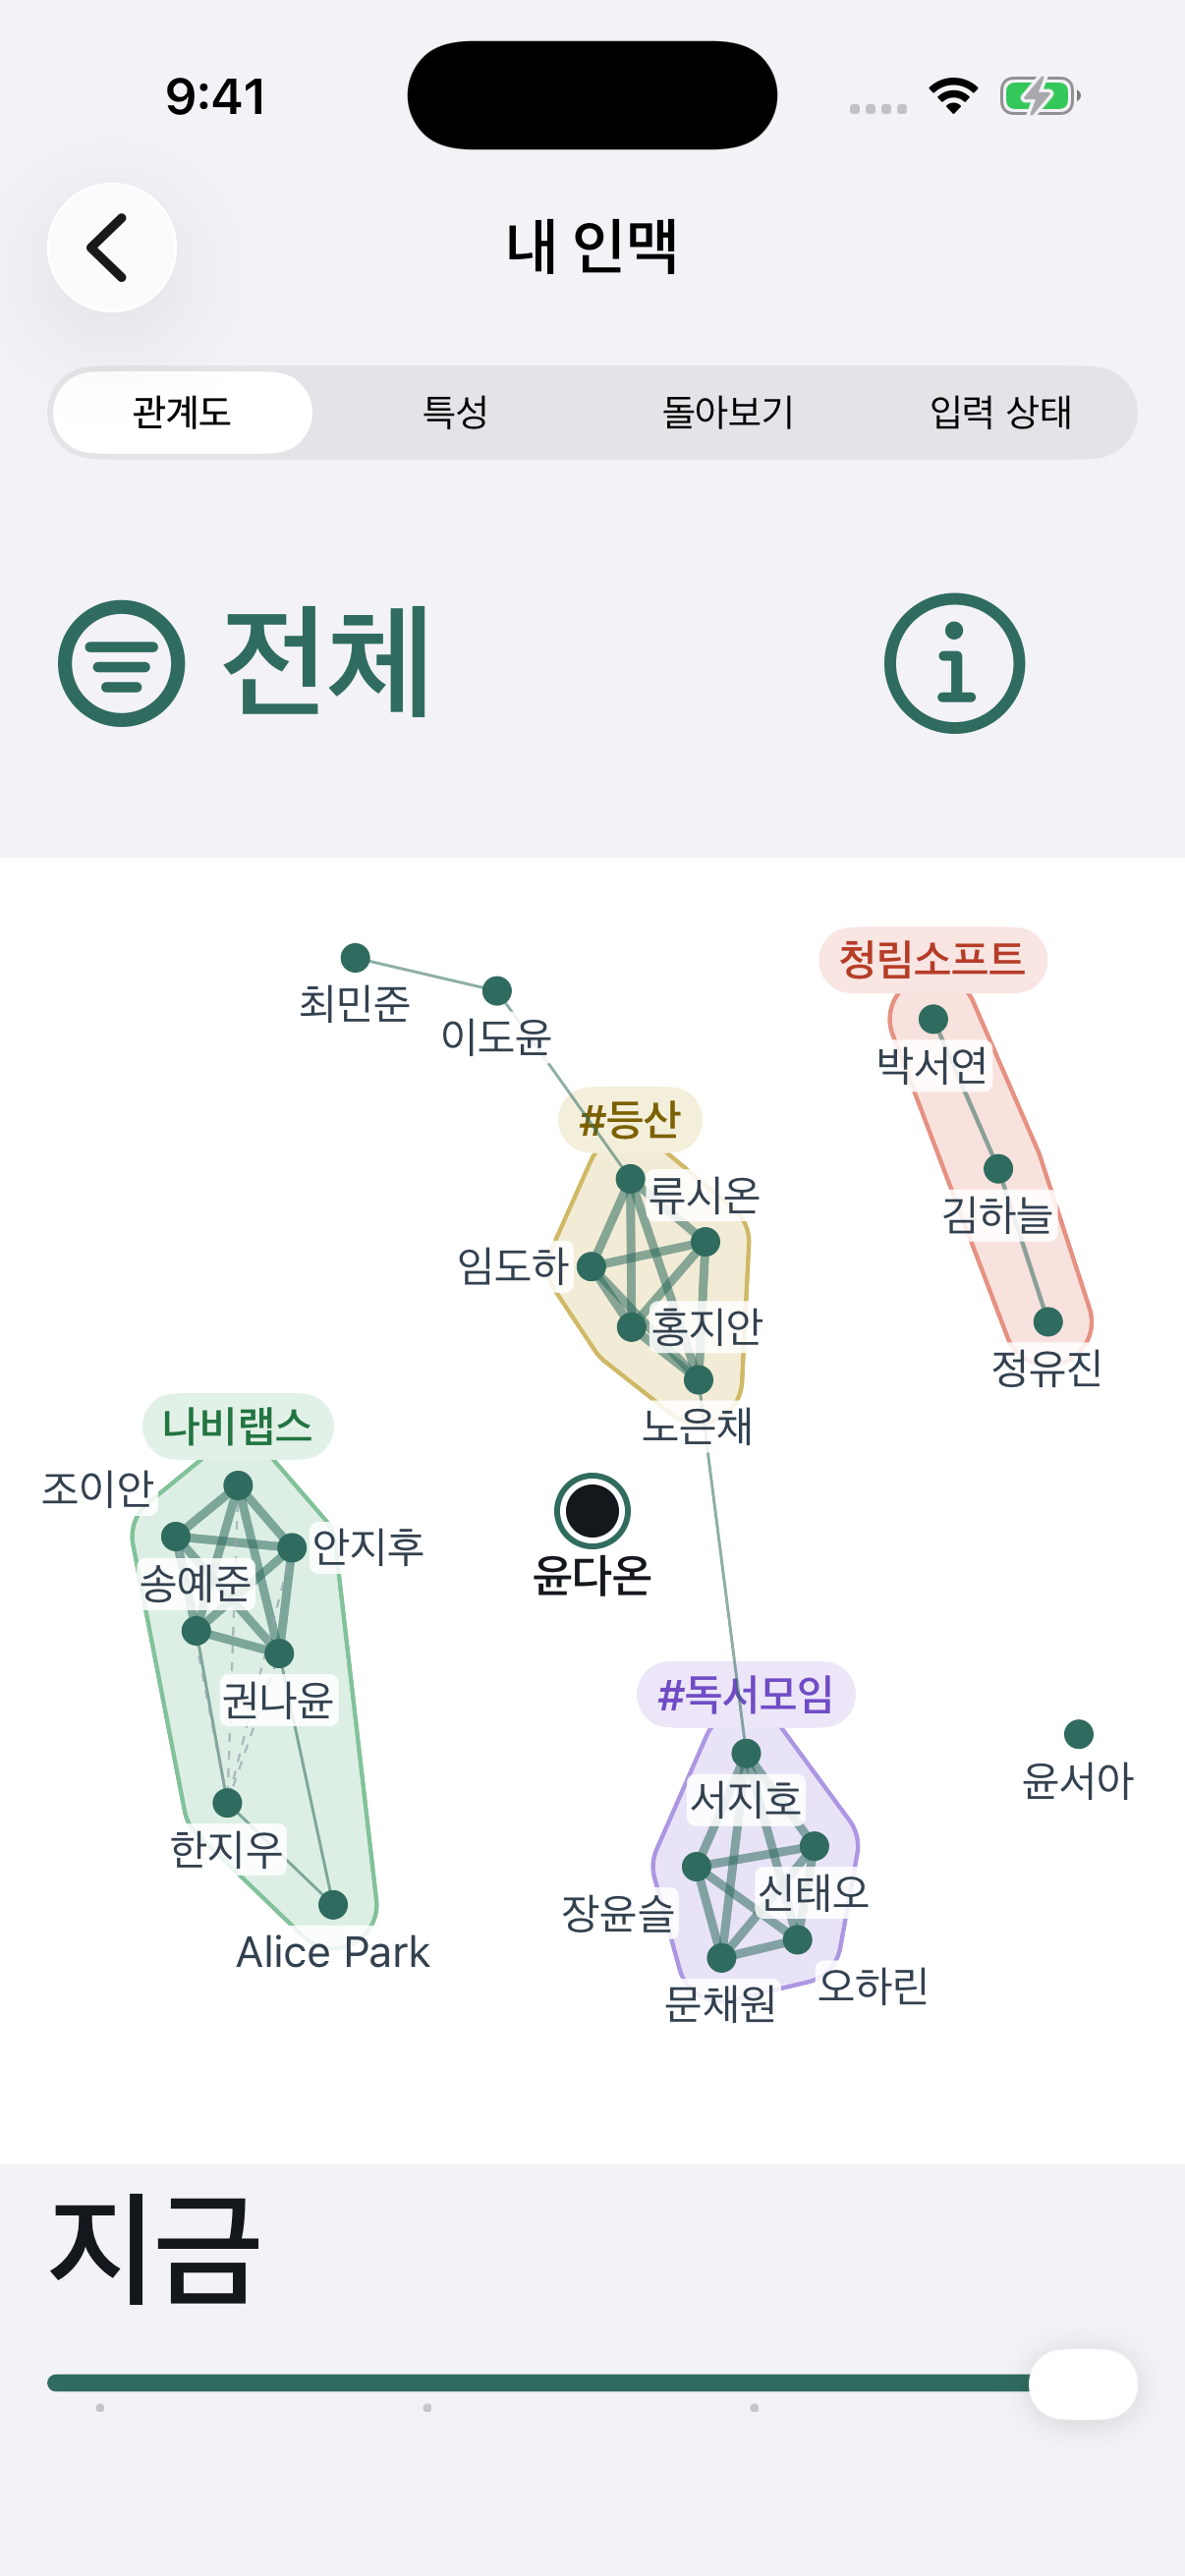 9:41
내 인맥
관계도
특성
돌아보기
입력 상태
전체
청림소프트
최민준
이도윤
박서연
#등산
류시온
김하늘
임도하
홍지안
정유진
노은채
나비랩스
조이안
안지후
송예준
윤다온
권나윤
#독서모임
서지호
윤서아
한지우
신태오
장윤슬
Alice Park
오하린
문채원
지금